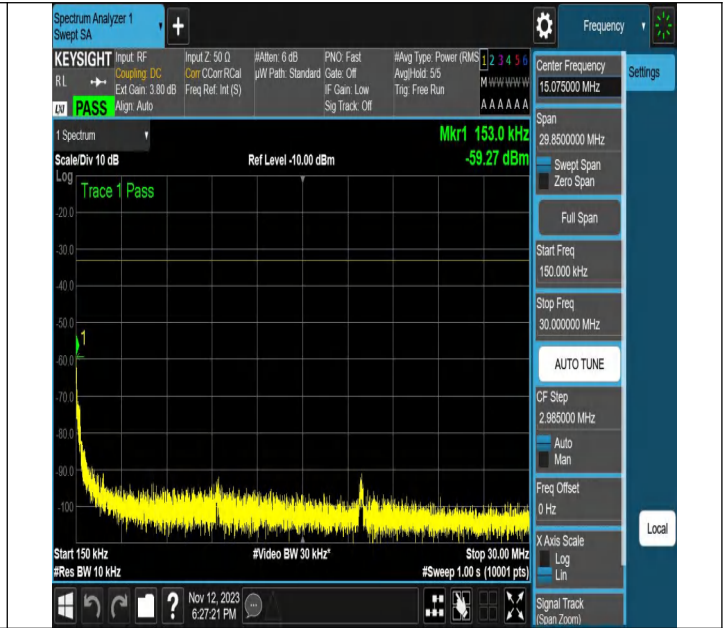 Spectrum Analyzer 1
Swept SA
Frequency
KEYSIGHT
RL
LXI PASS
Input: RF
Coupling: DC
Ext Gain: 3.80 dB
Align: Auto
Input Z: 50 Ω
Corr CCorr RCal
Freq Ref: Int (S)
#Atten: 6 dB
µW Path: Standard
PNO: Fast
Gate: Off
IF Gain: Low
Sig Track: Off
#Avg Type: Power (RMS
Avg|Hold: 5/5
Trig: Free Run
1 2 3 4 5 6
M W W W W W
A A A A A A
1 Spectrum
Scale/Div 10 dB
Ref Level -10.00 dBm
Mkr1 153.0 kHz
-59.27 dBm
Log
Trace 1 Pass
-20.0
-30.0
-40.0
-50.0
1
-60.0
-70.0
-80.0
-90.0
-100
Start 150 kHz
#Video BW 30 kHz*
Stop 30.00 MHz
#Res BW 10 kHz
#Sweep 1.00 s (10001 pts)
Center Frequency
15.075000 MHz
Settings
Span
29.8500000 MHz
Swept Span
Zero Span
Full Span
Start Freq
150.000 kHz
Stop Freq
30.000000 MHz
AUTO TUNE
CF Step
2.985000 MHz
Auto
Man
Freq Offset
0 Hz
X Axis Scale
Log
Lin
Local
Signal Track
(Span Zoom)
?
Nov 12, 2023
6:27:21 PM